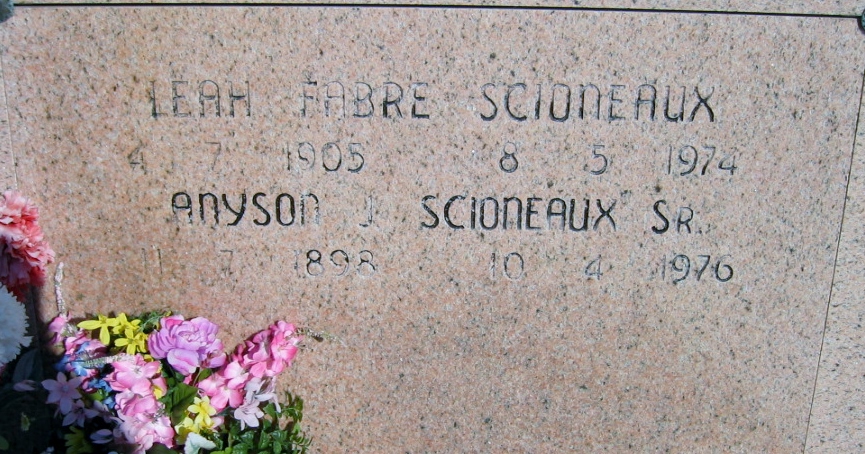 LEAH FABRE SCIONEAUX
4 7 1905 8 5 1974
ANYSON J SCIONEAUX SR.
11 7 1898 10 4 1976